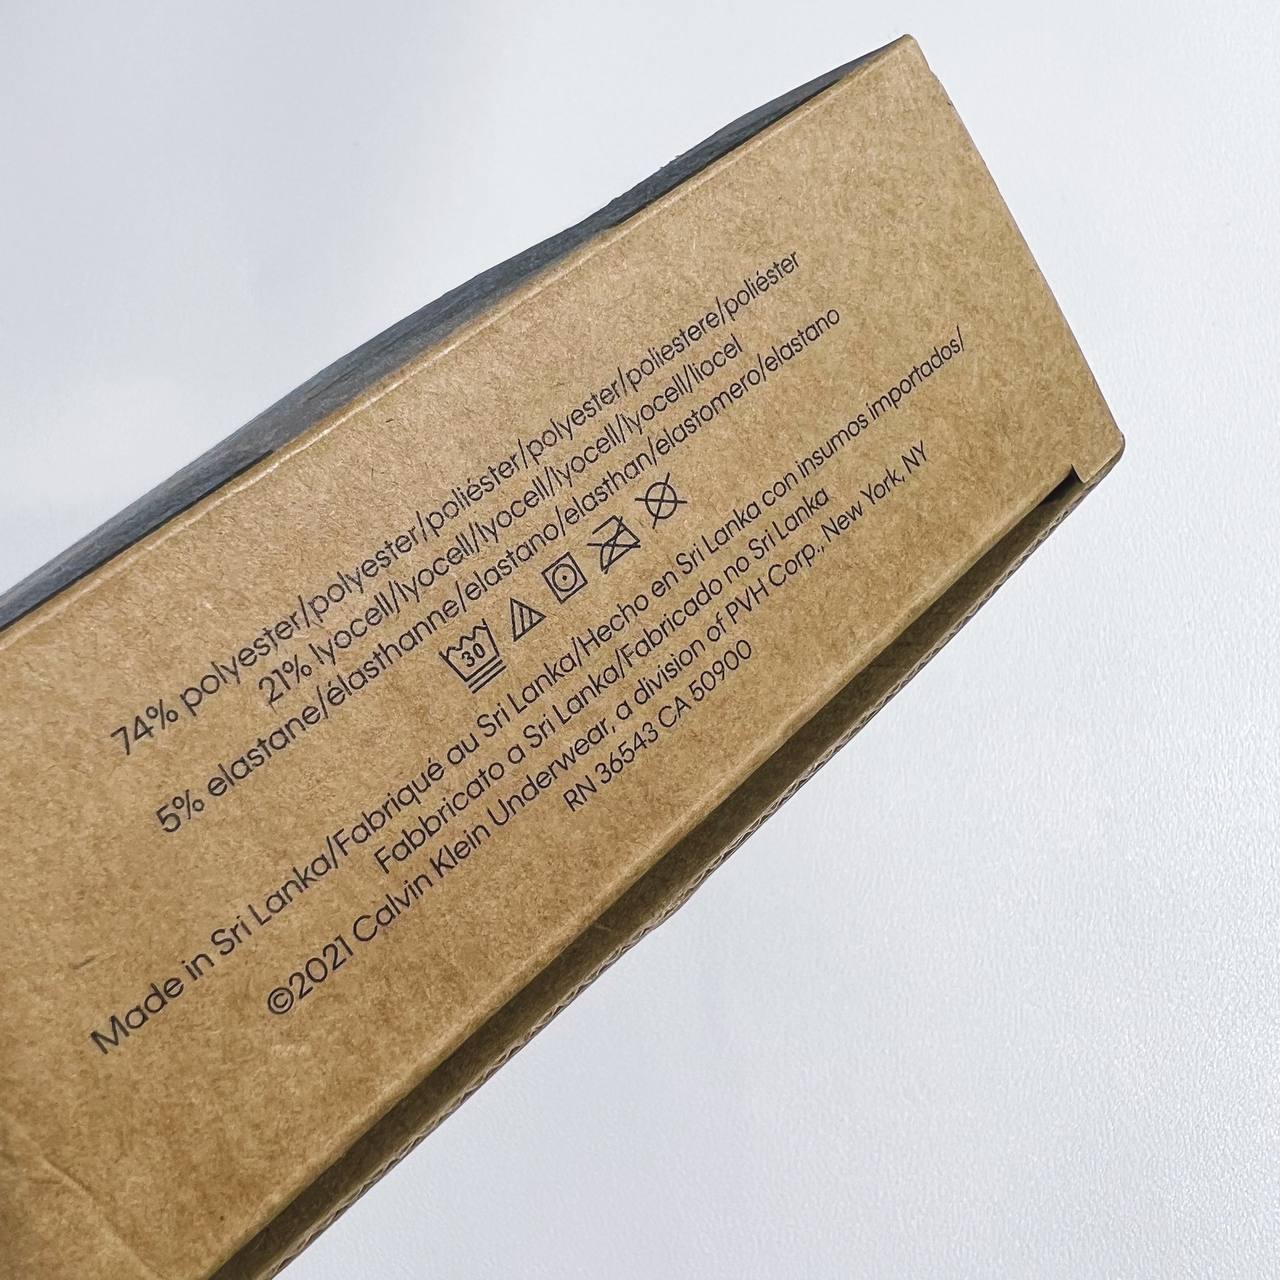 74% polyester/polyester/poliéster/polyester/poliestere/poliéster
21% lyocell/lyocell/lyocell/lyocell/lyocell/liocel
5% elastane/élasthanne/elastano/elasthan/elastomero/elastano
30
Made in Sri Lanka/Fabriqué au Sri Lanka/Hecho en Sri Lanka con insumos importados/
Fabbricato a Sri Lanka/Fabricado no Sri Lanka
©2021 Calvin Klein Underwear, a division of PVH Corp., New York, NY
RN 36543 CA 50900